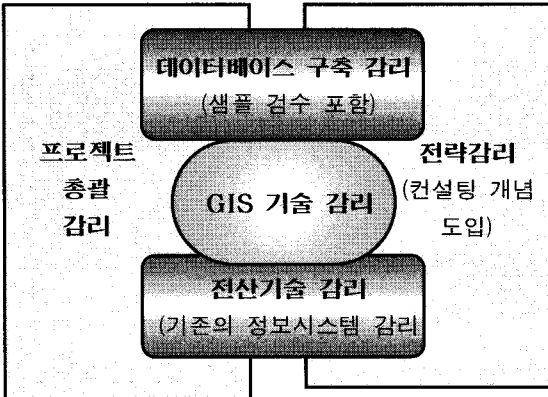 데이터베이스 구축 감리
(샘플 검수 포함)
프로젝트
총괄
감리
GIS 기술 감리
전략감리
(컨설팅 개념
도입)
전산기술 감리
(기존의 정보시스템 감리